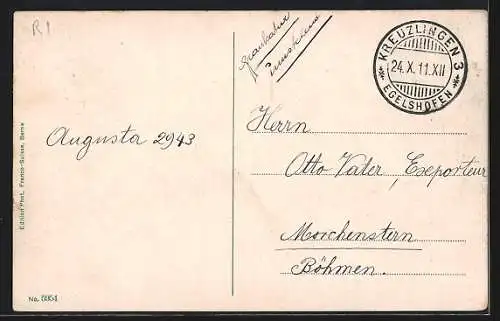 R1
KREUZLINGEN 3
24.X.11.XII
EGELSHOFEN
Augusta 2943
Herrn
Otto Vater, Exporteur
Morchenstern
Böhmen.
Edition Phot. Franco-Suisse, Berne
No.